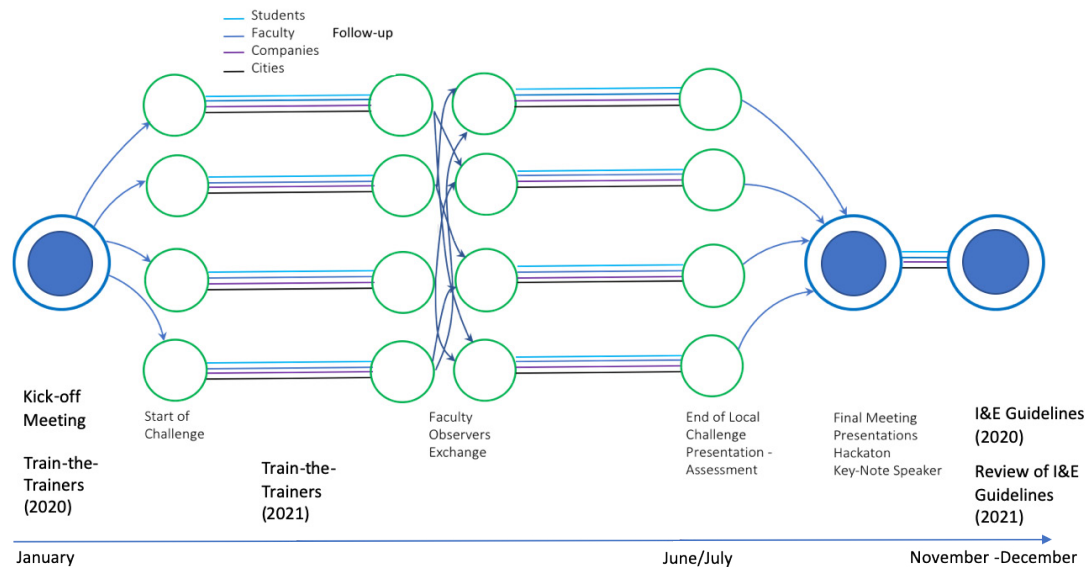 Students
Faculty
Follow-up
Companies
Cities
Kick-off
Meeting
Train-the-
Trainers
(2020)
Start of
Challenge
Train-the-
Trainers
(2021)
Faculty
Observers
Exchange
End of Local
Challenge
Presentation -
Assessment
Final Meeting
Presentations
Hackaton
Key-Note Speaker
I&E Guidelines
(2020)
Review of I&E
Guidelines
(2021)
January
June/July
November -December